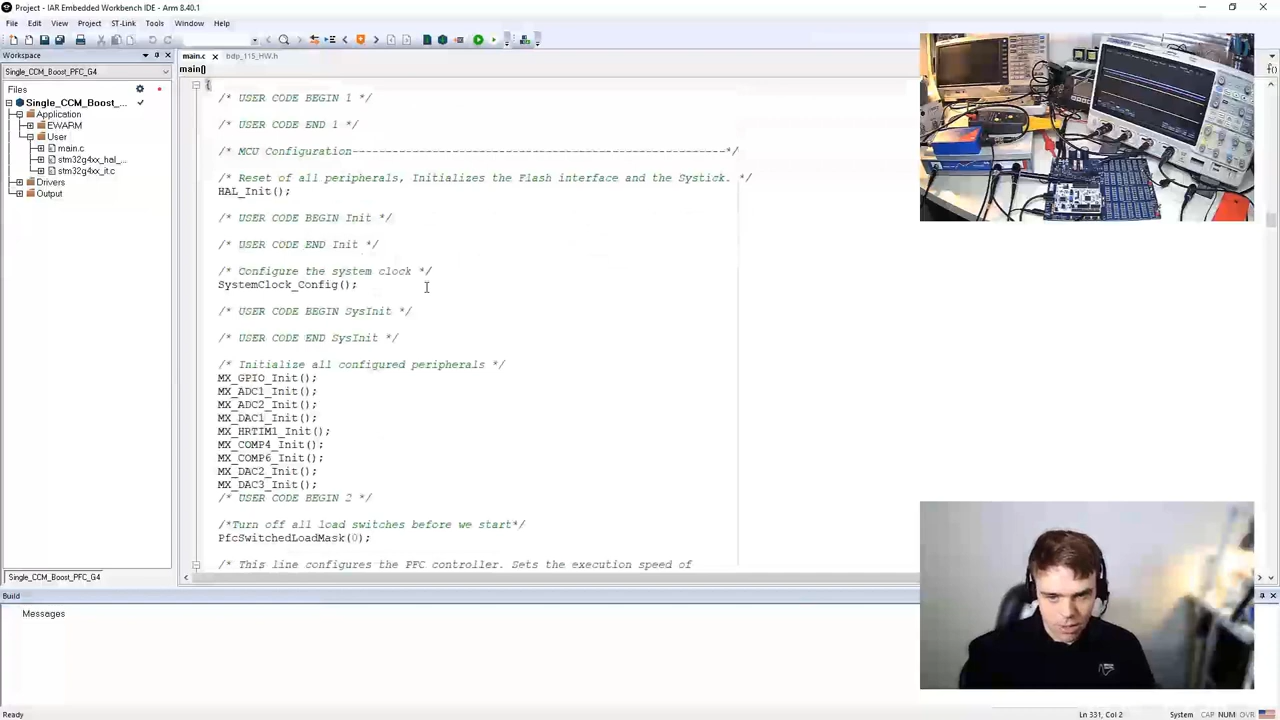 Project - IAR Embedded Workbench IDE - Arm 8.40.1
File Edit View Project ST-Link Tools Window Help
Workspace
main.c
bdp_115_HW.h
Single_CCM_Boost_PFC_G4
main()
f()
Files
{
Single_CCM_Boost_...
/* USER CODE BEGIN 1 */
Application
EWARM
/* USER CODE END 1 */
User
main.c
/* MCU Configuration--------------------------------------------------------*/
stm32g4xx_hal_...
stm32g4xx_it.c
/* Reset of all peripherals, Initializes the Flash interface and the Systick. */
Drivers
HAL_Init();
Output
/* USER CODE BEGIN Init */
/* USER CODE END Init */
/* Configure the system clock */
SystemClock_Config();
/* USER CODE BEGIN SysInit */
/* USER CODE END SysInit */
/* Initialize all configured peripherals */
MX_GPIO_Init();
MX_ADC1_Init();
MX_ADC2_Init();
MX_DAC1_Init();
MX_HRTIM1_Init();
MX_COMP4_Init();
MX_COMP6_Init();
MX_DAC2_Init();
MX_DAC3_Init();
/* USER CODE BEGIN 2 */
/*Turn off all load switches before we start*/
PfcSwitchedLoadMask(0);
/* This line configures the PFC controller. Sets the execution speed of
Single_CCM_Boost_PFC_G4
Build
Messages
Ready
Ln 331, Col 2
System
CAP NUM OVR